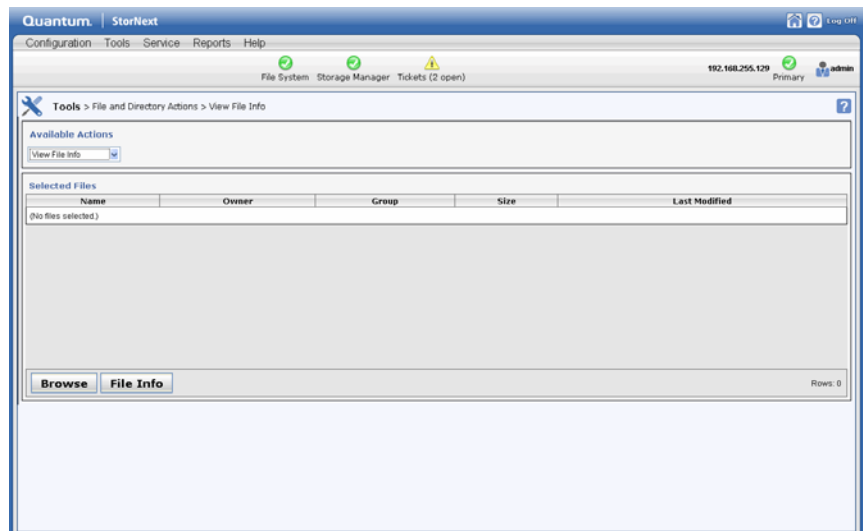 Quantum. StorNext Log Off
Configuration Tools Service Reports Help
File System Storage Manager Tickets (2 open) 192.168.255.129 Primary admin
Tools > File and Directory Actions > View File Info
Available Actions
View File Info
Selected Files
Name Owner Group Size Last Modified
(No files selected.)
Browse File Info Rows: 0